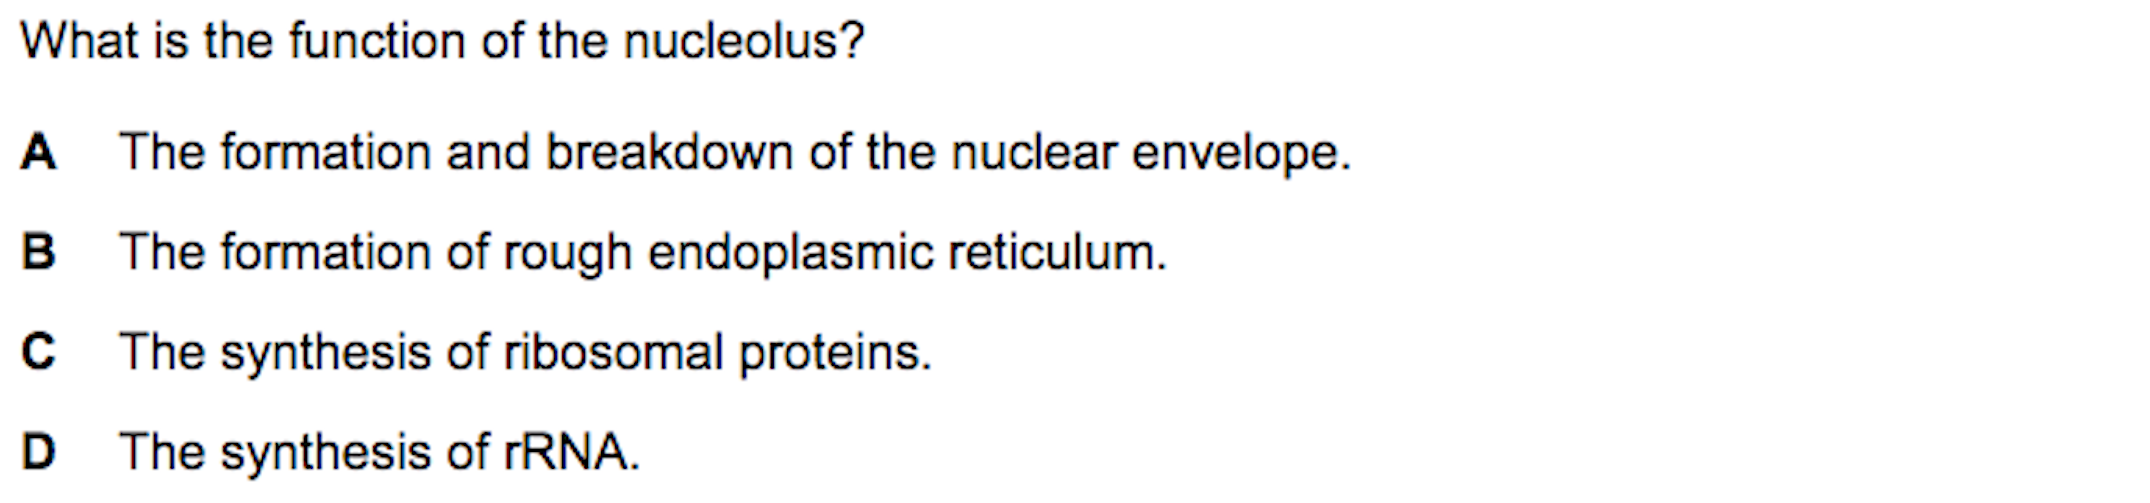 What is the function of the nucleolus?
A The formation and breakdown of the nuclear envelope.
B The formation of rough endoplasmic reticulum.
C The synthesis of ribosomal proteins.
D The synthesis of rRNA.